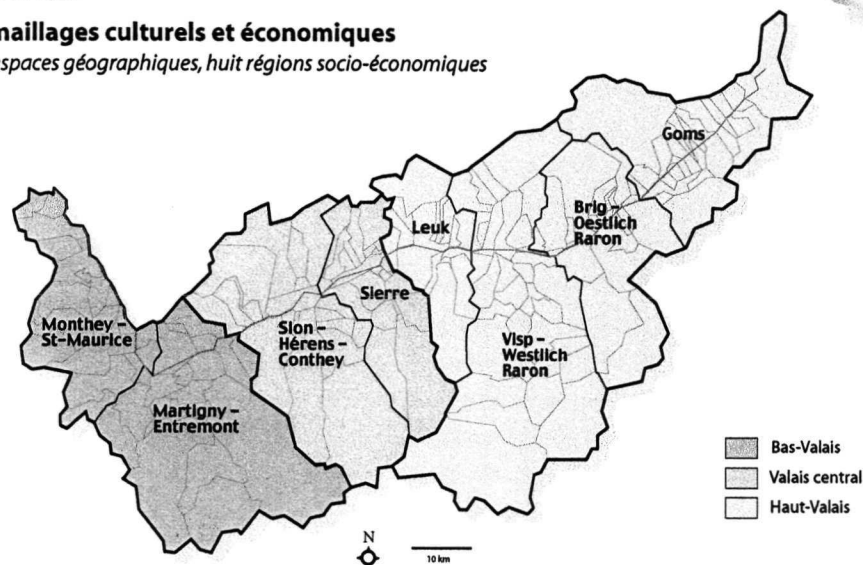 maillages culturels et économiques
espaces géographiques, huit régions socio-économiques
Goms
Brig –
Oestlich
Raron
Leuk
Sierre
Monthey –
St-Maurice
Sion –
Hérens –
Conthey
Visp –
Westlich
Raron
Martigny –
Entremont
Bas-Valais
Valais central
Haut-Valais
N
10 km